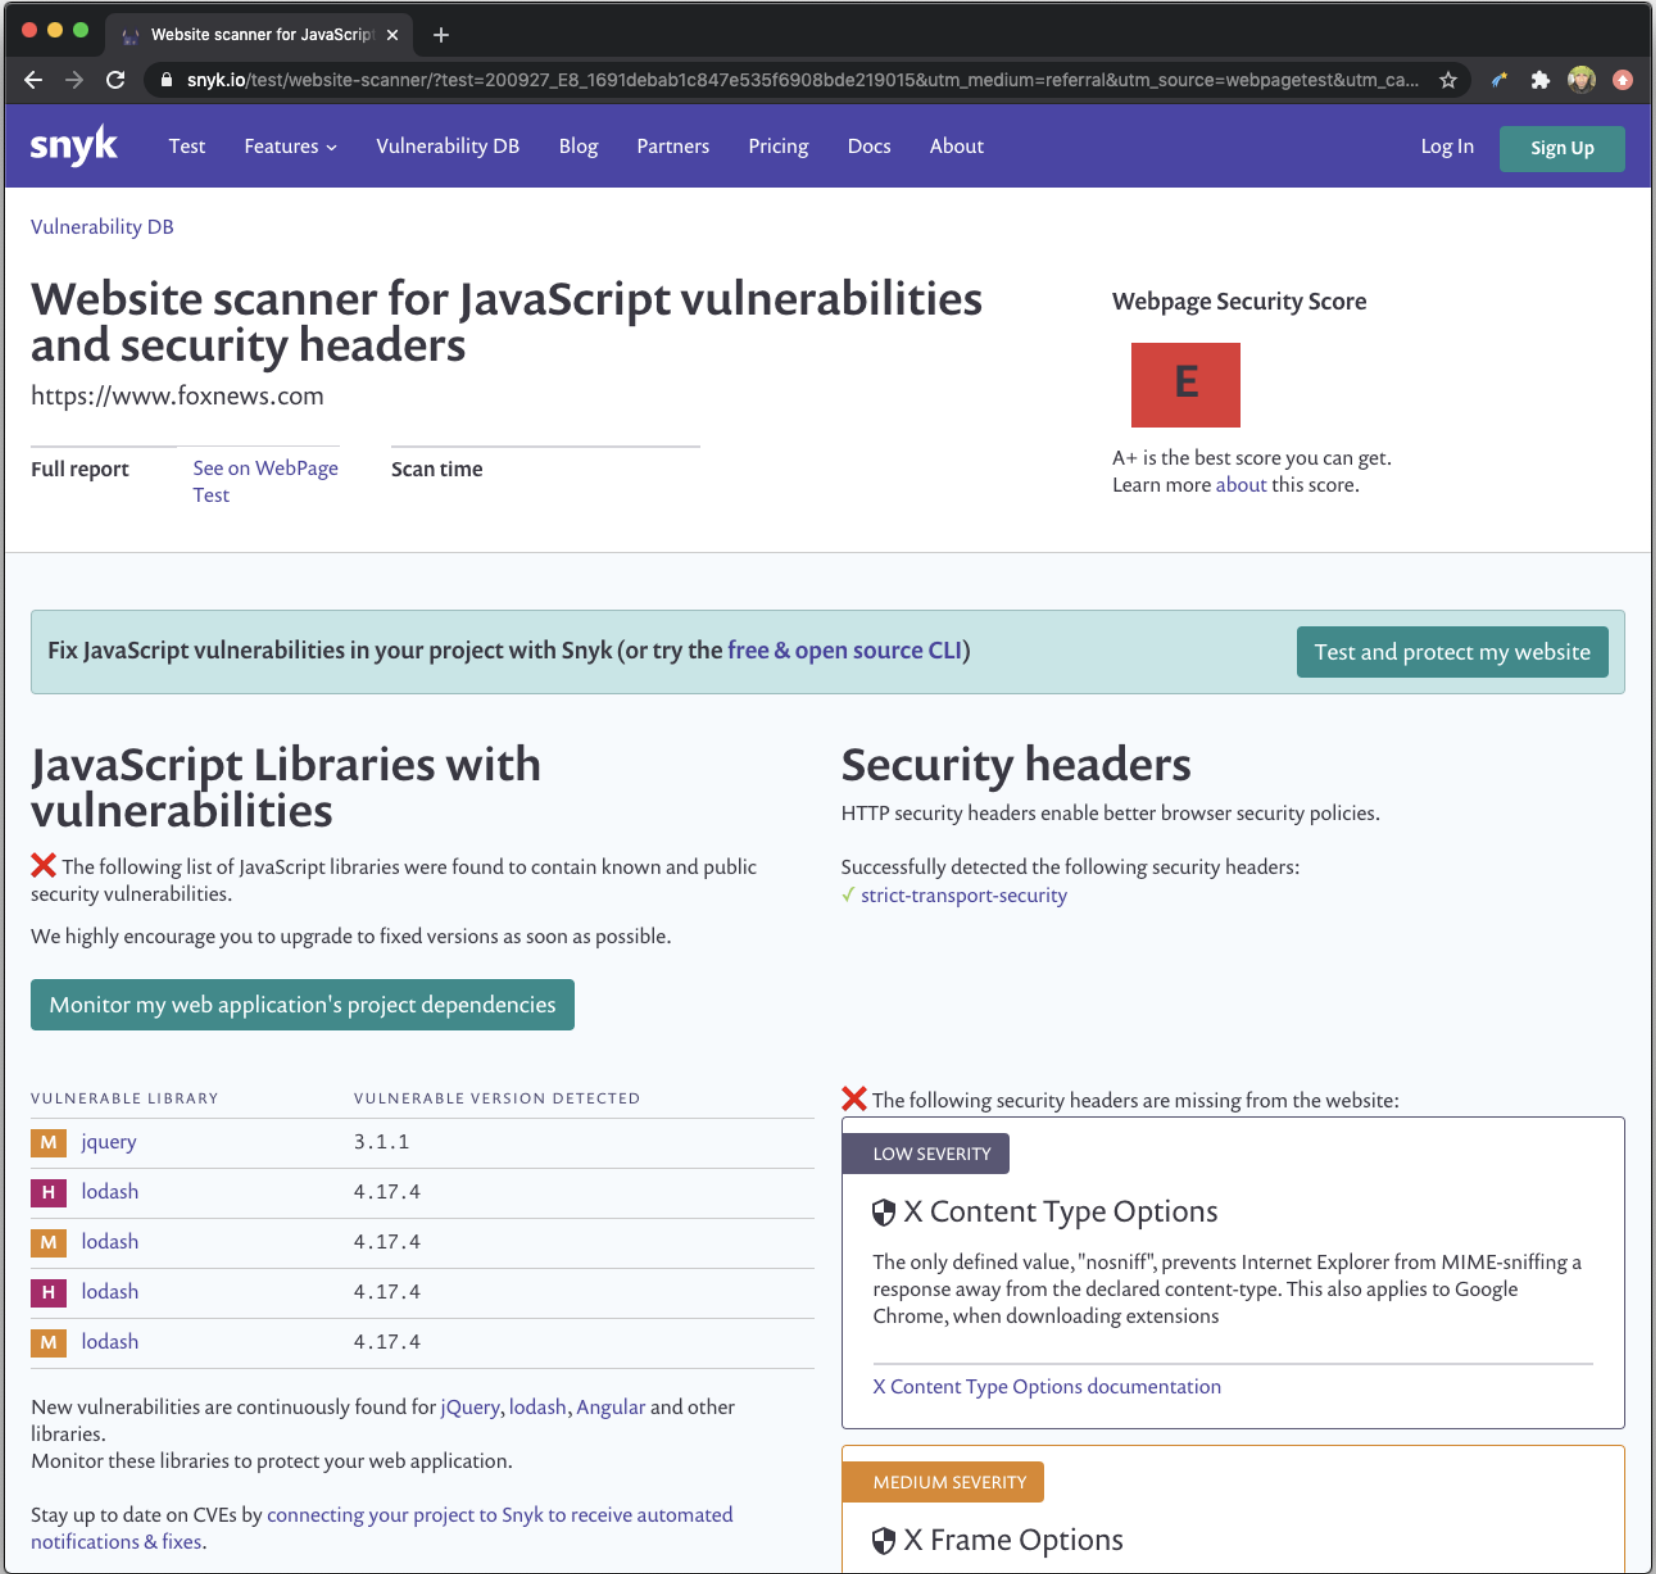 Website scanner for JavaScript
snyk.io/test/website-scanner/?test=200927_E8_1691debab1c847e535f6908bde219015&utm_medium=referral&utm_source=webpagetest&utm_ca...
snyk
Test
Features
Vulnerability DB
Blog
Partners
Pricing
Docs
About
Log In
Sign Up
Vulnerability DB
Website scanner for JavaScript vulnerabilities
and security headers
https://www.foxnews.com
Full report
See on WebPage
Test
Scan time
Webpage Security Score
E
A+ is the best score you can get.
Learn more about this score.
Fix JavaScript vulnerabilities in your project with Snyk (or try the free & open source CLI)
Test and protect my website
JavaScript Libraries with
vulnerabilities
❌ The following list of JavaScript libraries were found to contain known and public
security vulnerabilities.
We highly encourage you to upgrade to fixed versions as soon as possible.
Monitor my web application's project dependencies
VULNERABLE LIBRARY VULNERABLE VERSION DETECTED
M jquery 3.1.1
H lodash 4.17.4
M lodash 4.17.4
H lodash 4.17.4
M lodash 4.17.4
New vulnerabilities are continuously found for jQuery, lodash, Angular and other
libraries.
Monitor these libraries to protect your web application.
Stay up to date on CVEs by connecting your project to Snyk to receive automated
notifications & fixes.
Security headers
HTTP security headers enable better browser security policies.
Successfully detected the following security headers:
✓ strict-transport-security
❌ The following security headers are missing from the website:
LOW SEVERITY
X Content Type Options
The only defined value, "nosniff", prevents Internet Explorer from MIME-sniffing a
response away from the declared content-type. This also applies to Google
Chrome, when downloading extensions
X Content Type Options documentation
MEDIUM SEVERITY
X Frame Options